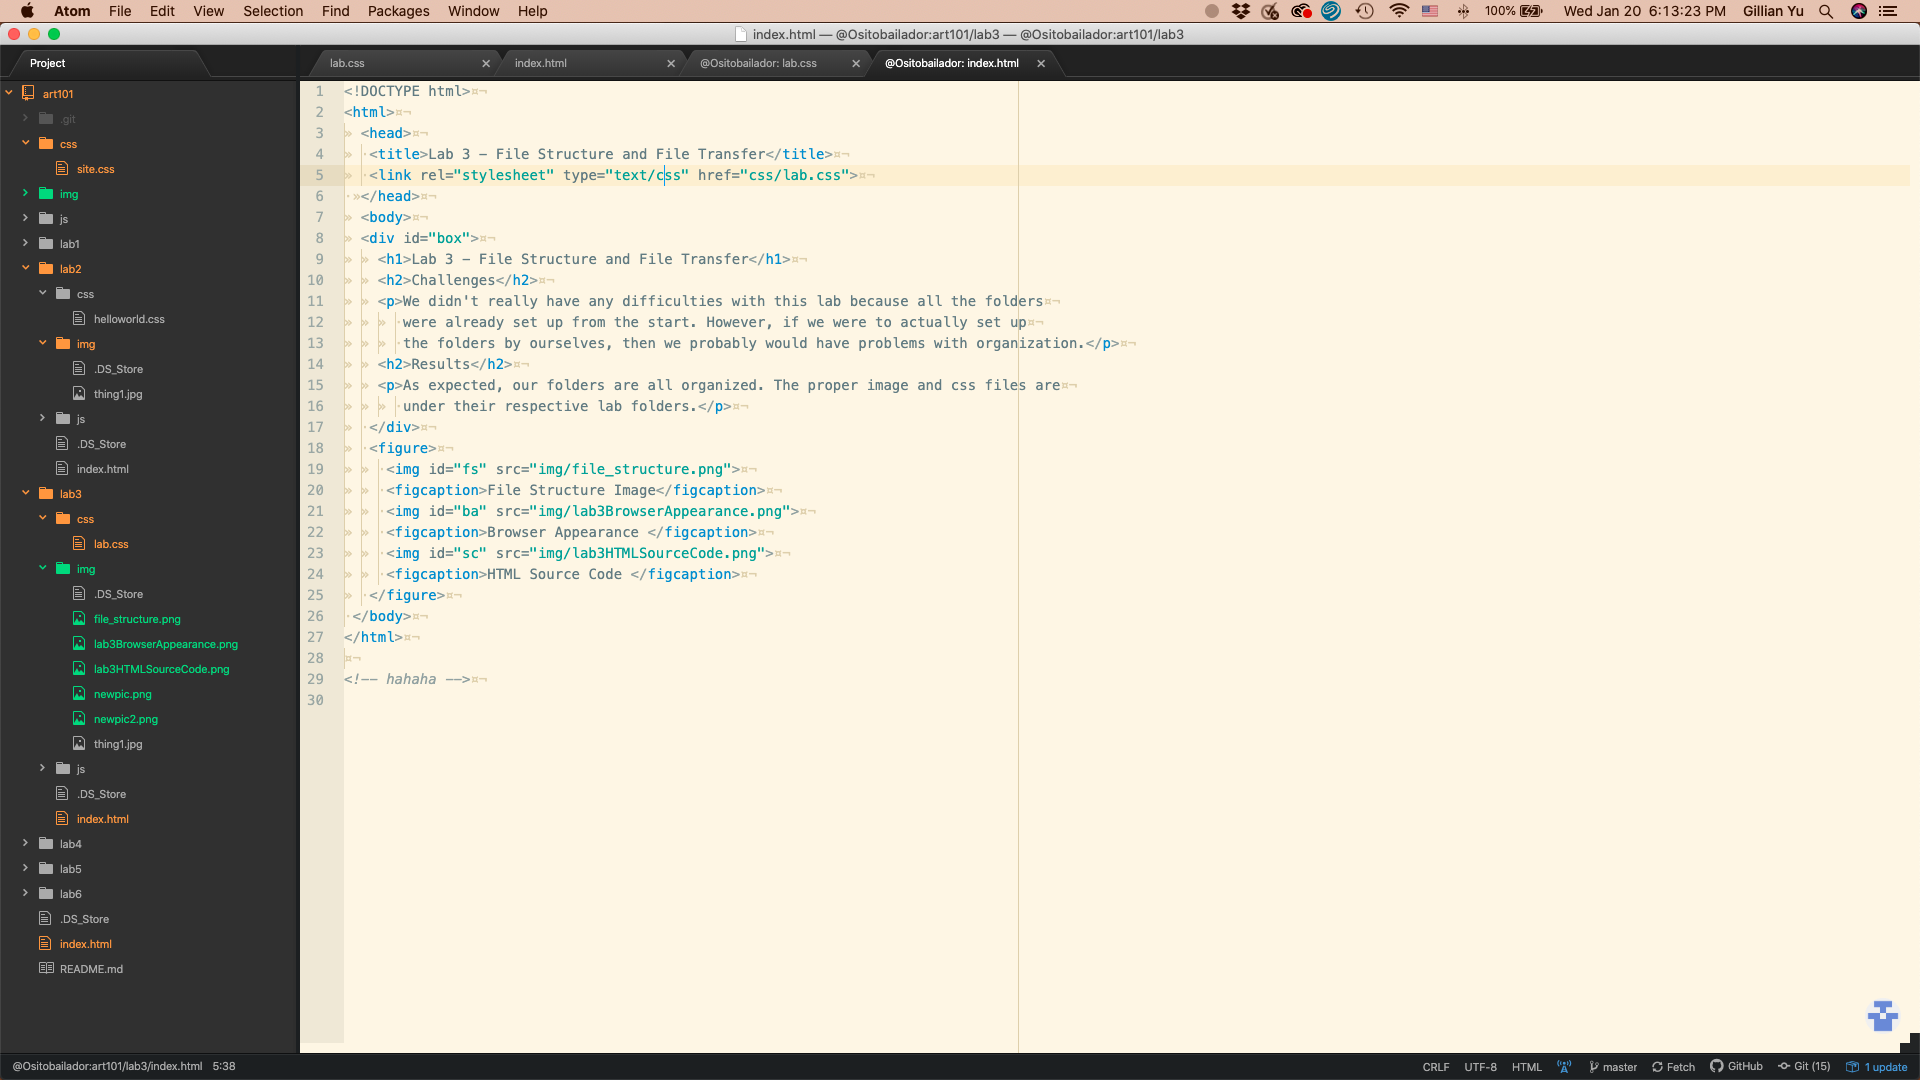 Atom File Edit View Selection Find Packages Window Help 100% Wed Jan 20 6:13:23 PM Gillian Yu
index.html — @Ositobailador:art101/lab3 — @Ositobailador:art101/lab3
Project
lab.css
index.html
@Ositobailador: lab.css
@Ositobailador: index.html
art101
.git
css
site.css
img
js
lab1
lab2
css
helloworld.css
img
.DS_Store
thing1.jpg
js
.DS_Store
index.html
lab3
css
lab.css
img
.DS_Store
file_structure.png
lab3BrowserAppearance.png
lab3HTMLSourceCode.png
newpic.png
newpic2.png
thing1.jpg
js
.DS_Store
index.html
lab4
lab5
lab6
.DS_Store
index.html
README.md
1 <!DOCTYPE html>
2 <html>
3 <head>
4 <title>Lab 3 - File Structure and File Transfer</title>
5 <link rel="stylesheet" type="text/css" href="css/lab.css">
6 </head>
7 <body>
8 <div id="box">
9 <h1>Lab 3 - File Structure and File Transfer</h1>
10 <h2>Challenges</h2>
11 <p>We didn't really have any difficulties with this lab because all the folders
12 were already set up from the start. However, if we were to actually set up
13 the folders by ourselves, then we probably would have problems with organization.</p>
14 <h2>Results</h2>
15 <p>As expected, our folders are all organized. The proper image and css files are
16 under their respective lab folders.</p>
17 </div>
18 <figure>
19 <img id="fs" src="img/file_structure.png">
20 <figcaption>File Structure Image</figcaption>
21 <img id="ba" src="img/lab3BrowserAppearance.png">
22 <figcaption>Browser Appearance </figcaption>
23 <img id="sc" src="img/lab3HTMLSourceCode.png">
24 <figcaption>HTML Source Code </figcaption>
25 </figure>
26 </body>
27 </html>
28
29 <!-- hahaha -->
30
@Ositobailador:art101/lab3/index.html 5:38
CRLF UTF-8 HTML master Fetch GitHub Git (15) 1 update